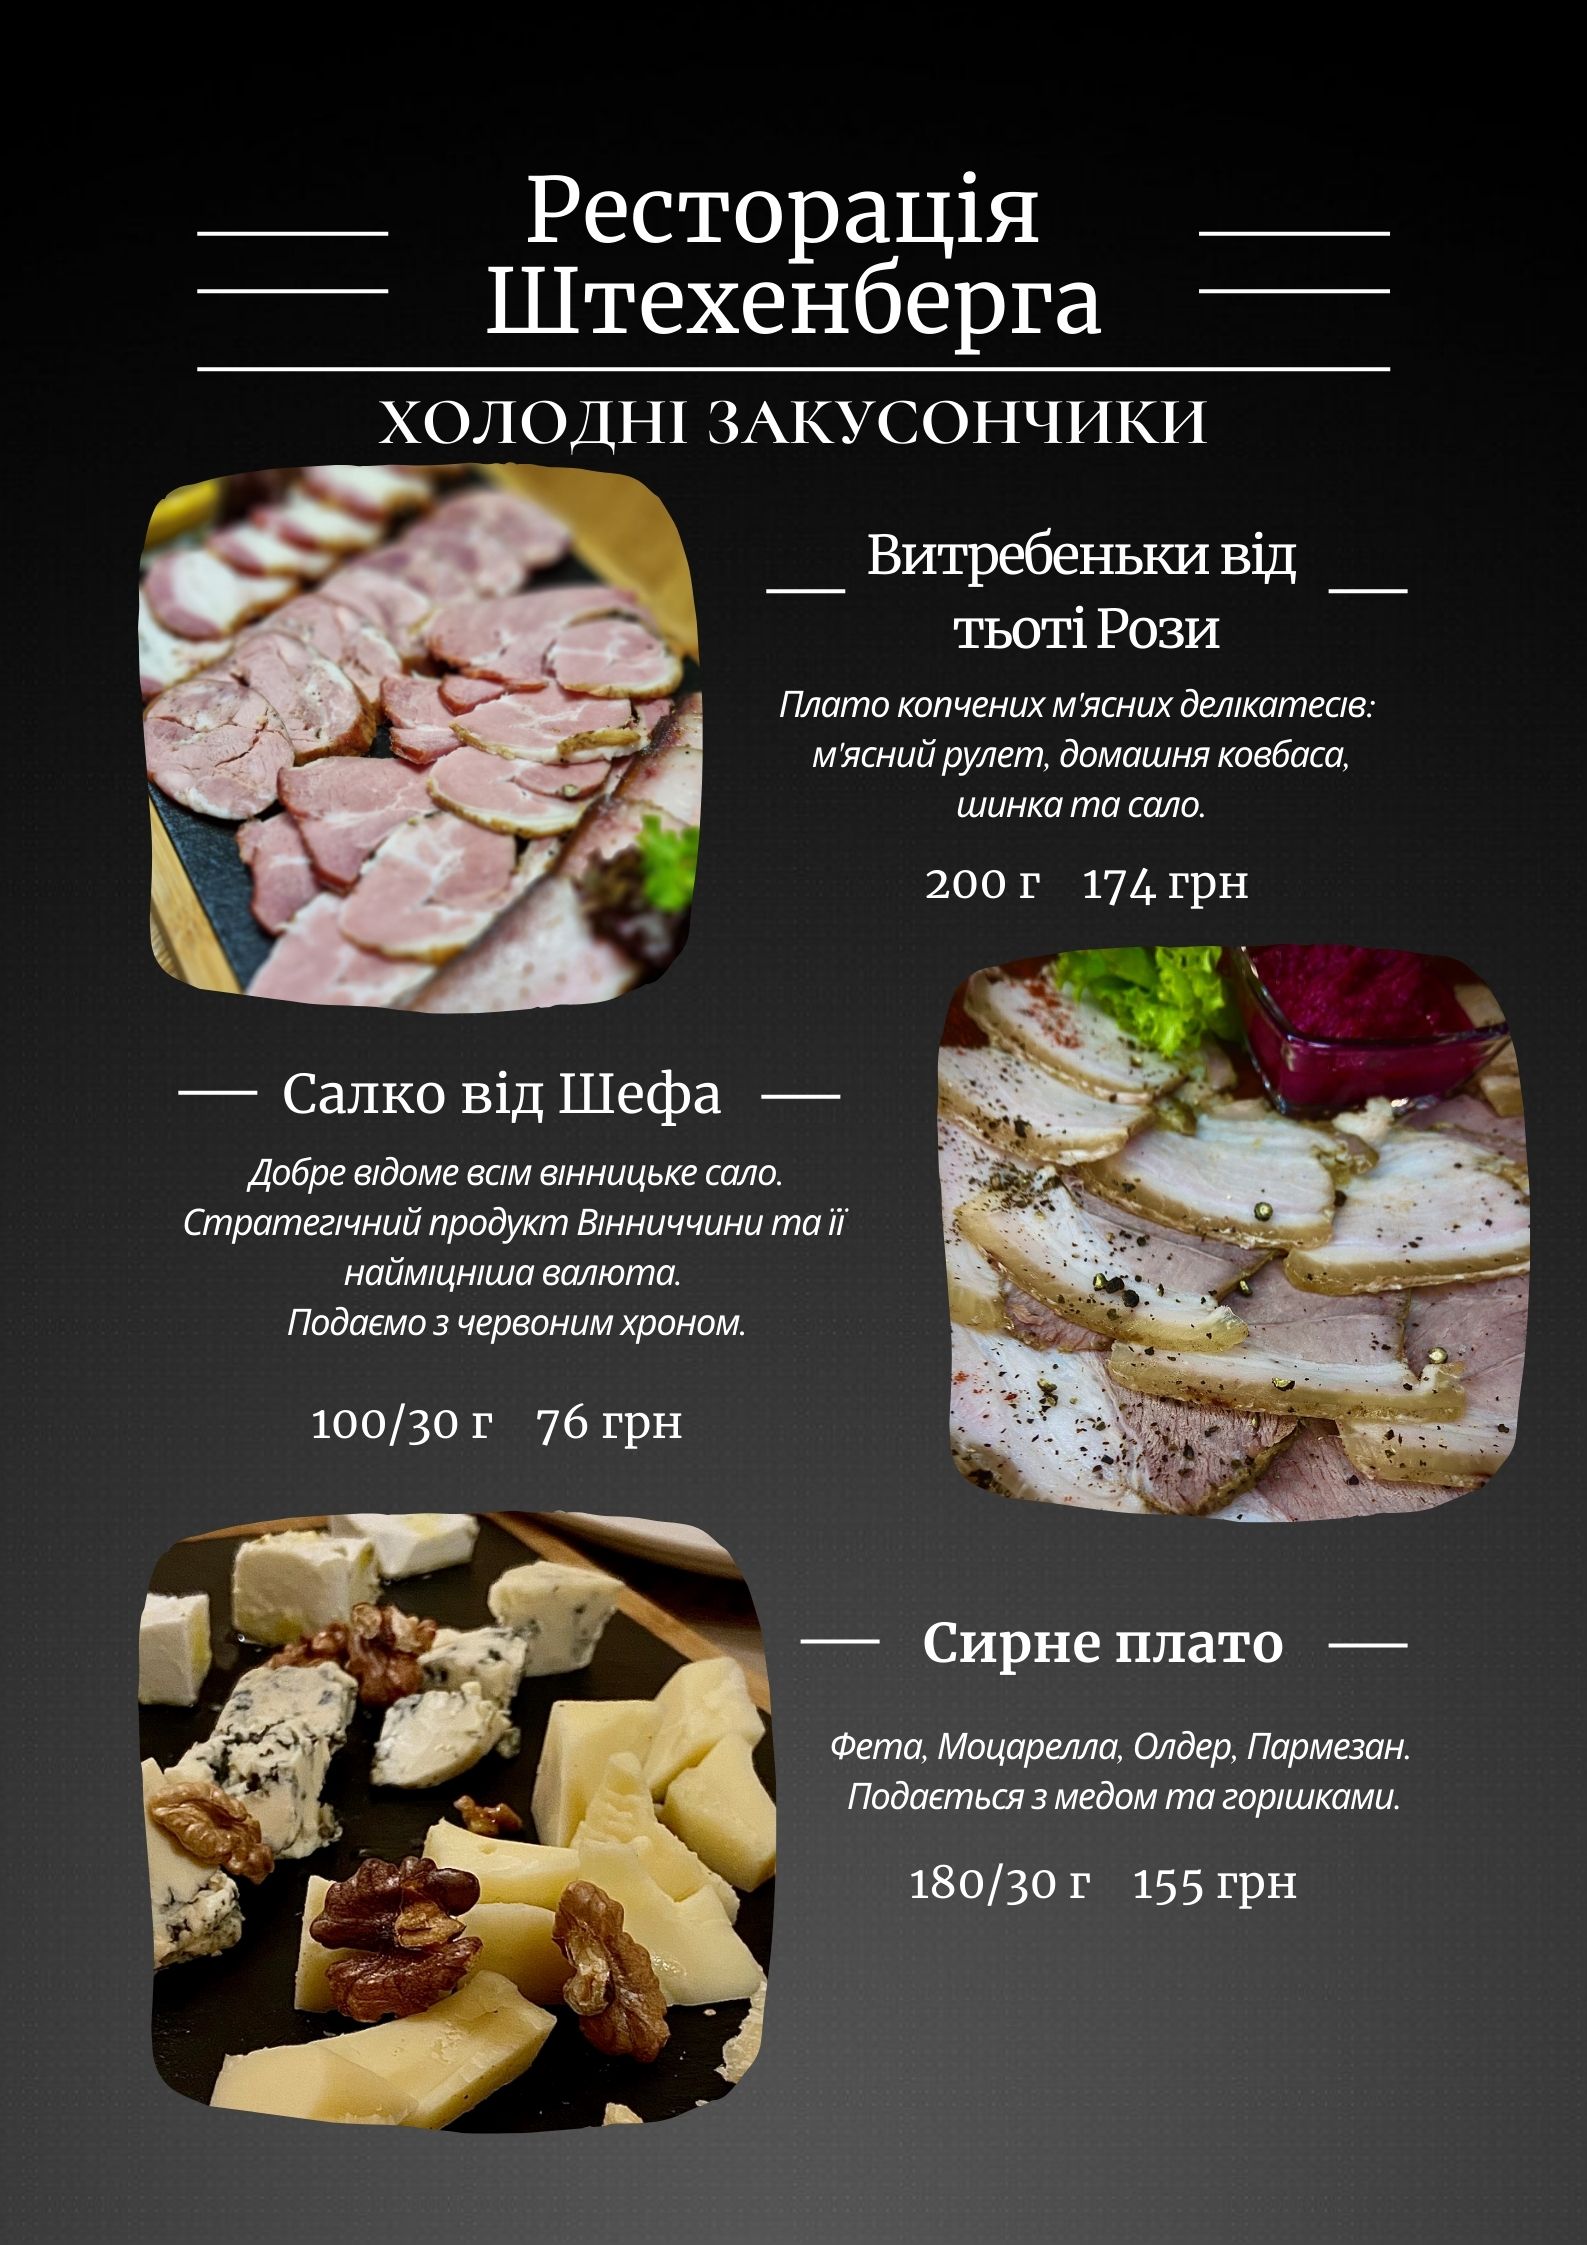 Ресторація
Штехенберга
ХОЛОДНІ ЗАКУСОНЧИКИ
Витребеньки від
тьоті Рози
Плато копчених м'ясних делікатесів:
м'ясний рулет, домашня ковбаса,
шинка та сало.
200 г 174 грн
Салко від Шефа
Добре відоме всім вінницьке сало.
Стратегічний продукт Вінниччини та її
найміцніша валюта.
Подаємо з червоним хроном.
100/30 г 76 грн
Сирне плато
Фета, Моцарелла, Олдер, Пармезан.
Подається з медом та горішками.
180/30 г 155 грн